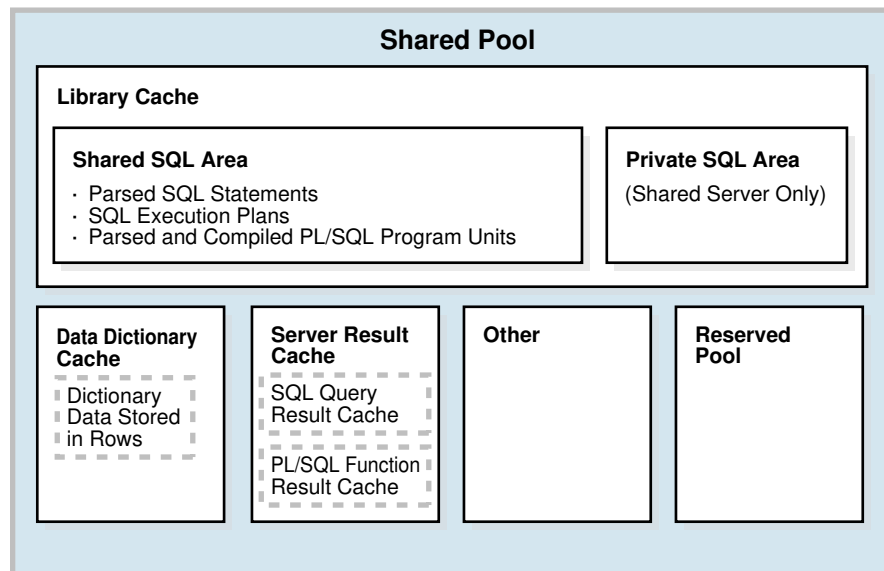 Shared Pool
Library Cache
Shared SQL Area
· Parsed SQL Statements
· SQL Execution Plans
· Parsed and Compiled PL/SQL Program Units
Private SQL Area
(Shared Server Only)
Data Dictionary
Cache
Dictionary
Data Stored
in Rows
Server Result
Cache
SQL Query
Result Cache
PL/SQL Function
Result Cache
Other
Reserved
Pool